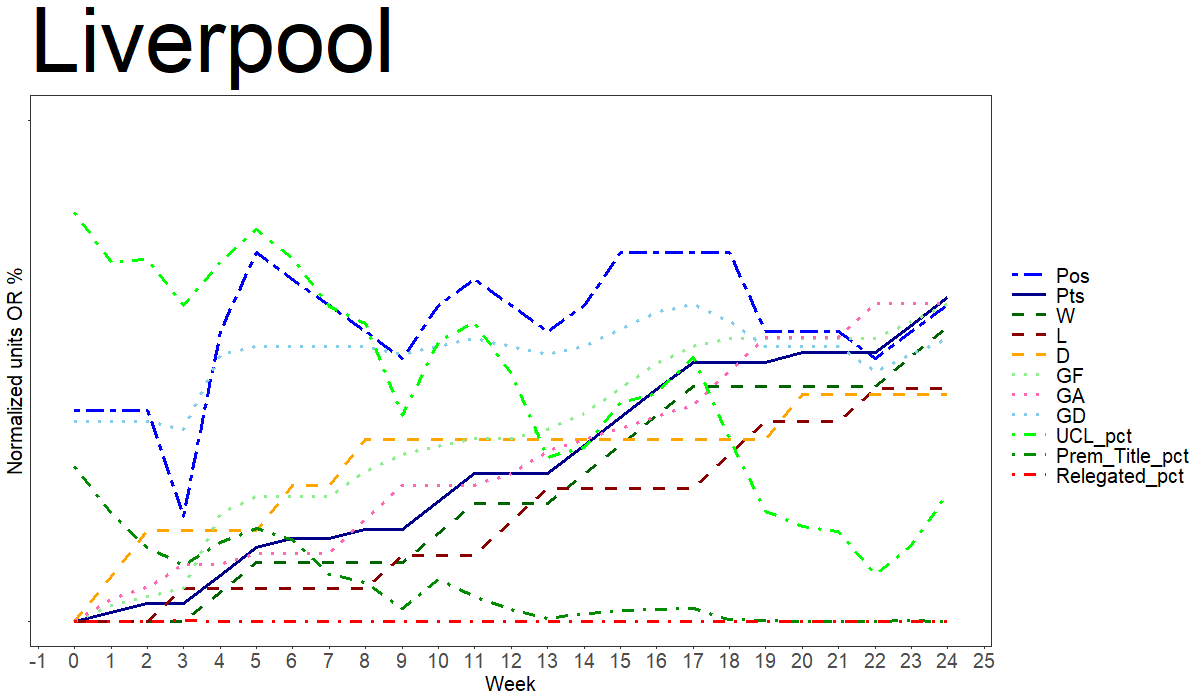 Liverpool
Normalized units OR %
-1 0 1 2 3 4 5 6 7 8 9 10 11 12 13 14 15 16 17 18 19 20 21 22 23 24 25
Week
Pos
Pts
W
L
D
GF
GA
GD
UCL_pct
Prem_Title_pct
Relegated_pct